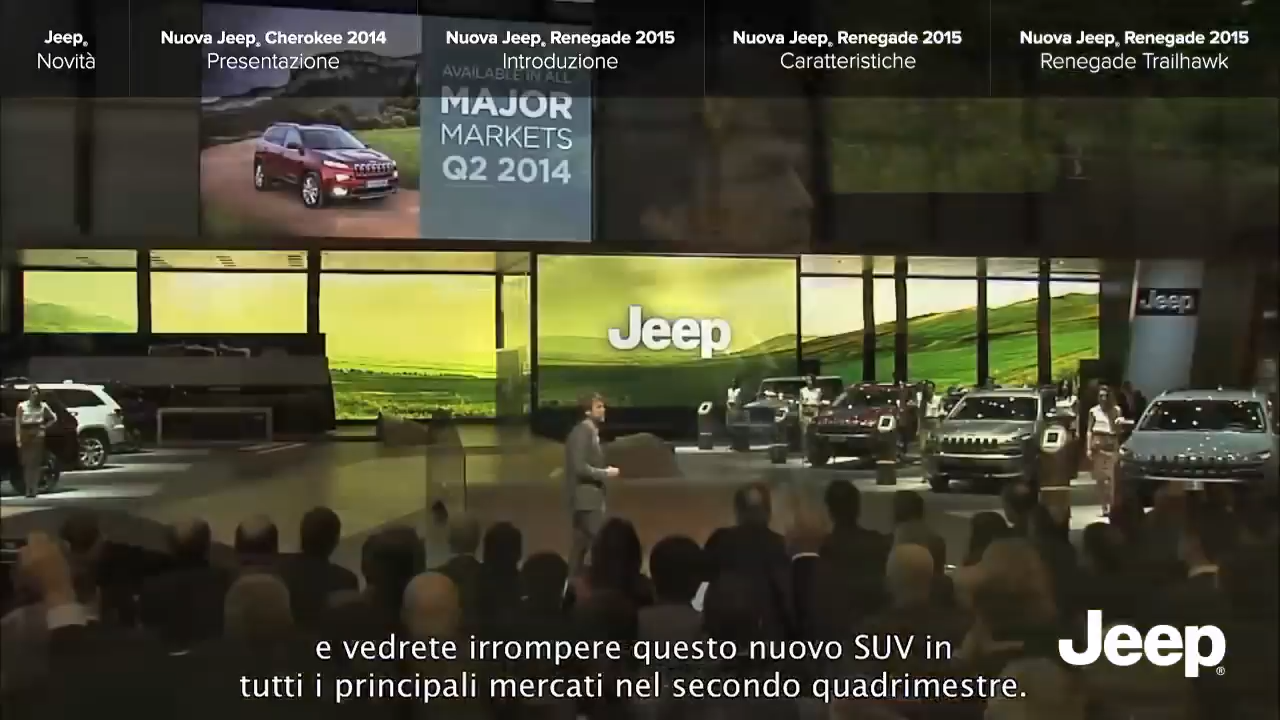 Jeep®
Novità
Nuova Jeep® Cherokee 2014
Presentazione
Nuova Jeep® Renegade 2015
Introduzione
Nuova Jeep® Renegade 2015
Caratteristiche
Nuova Jeep® Renegade 2015
Renegade Trailhawk
AVAILABLE IN ALL
MAJOR
MARKETS
Q2 2014
Jeep
Jeep
e vedrete irrompere questo nuovo SUV in
tutti i principali mercati nel secondo quadrimestre.
Jeep®